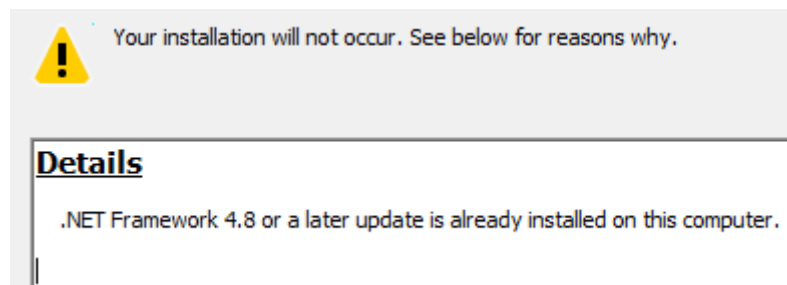 Your installation will not occur. See below for reasons why.
Details
.NET Framework 4.8 or a later update is already installed on this computer.